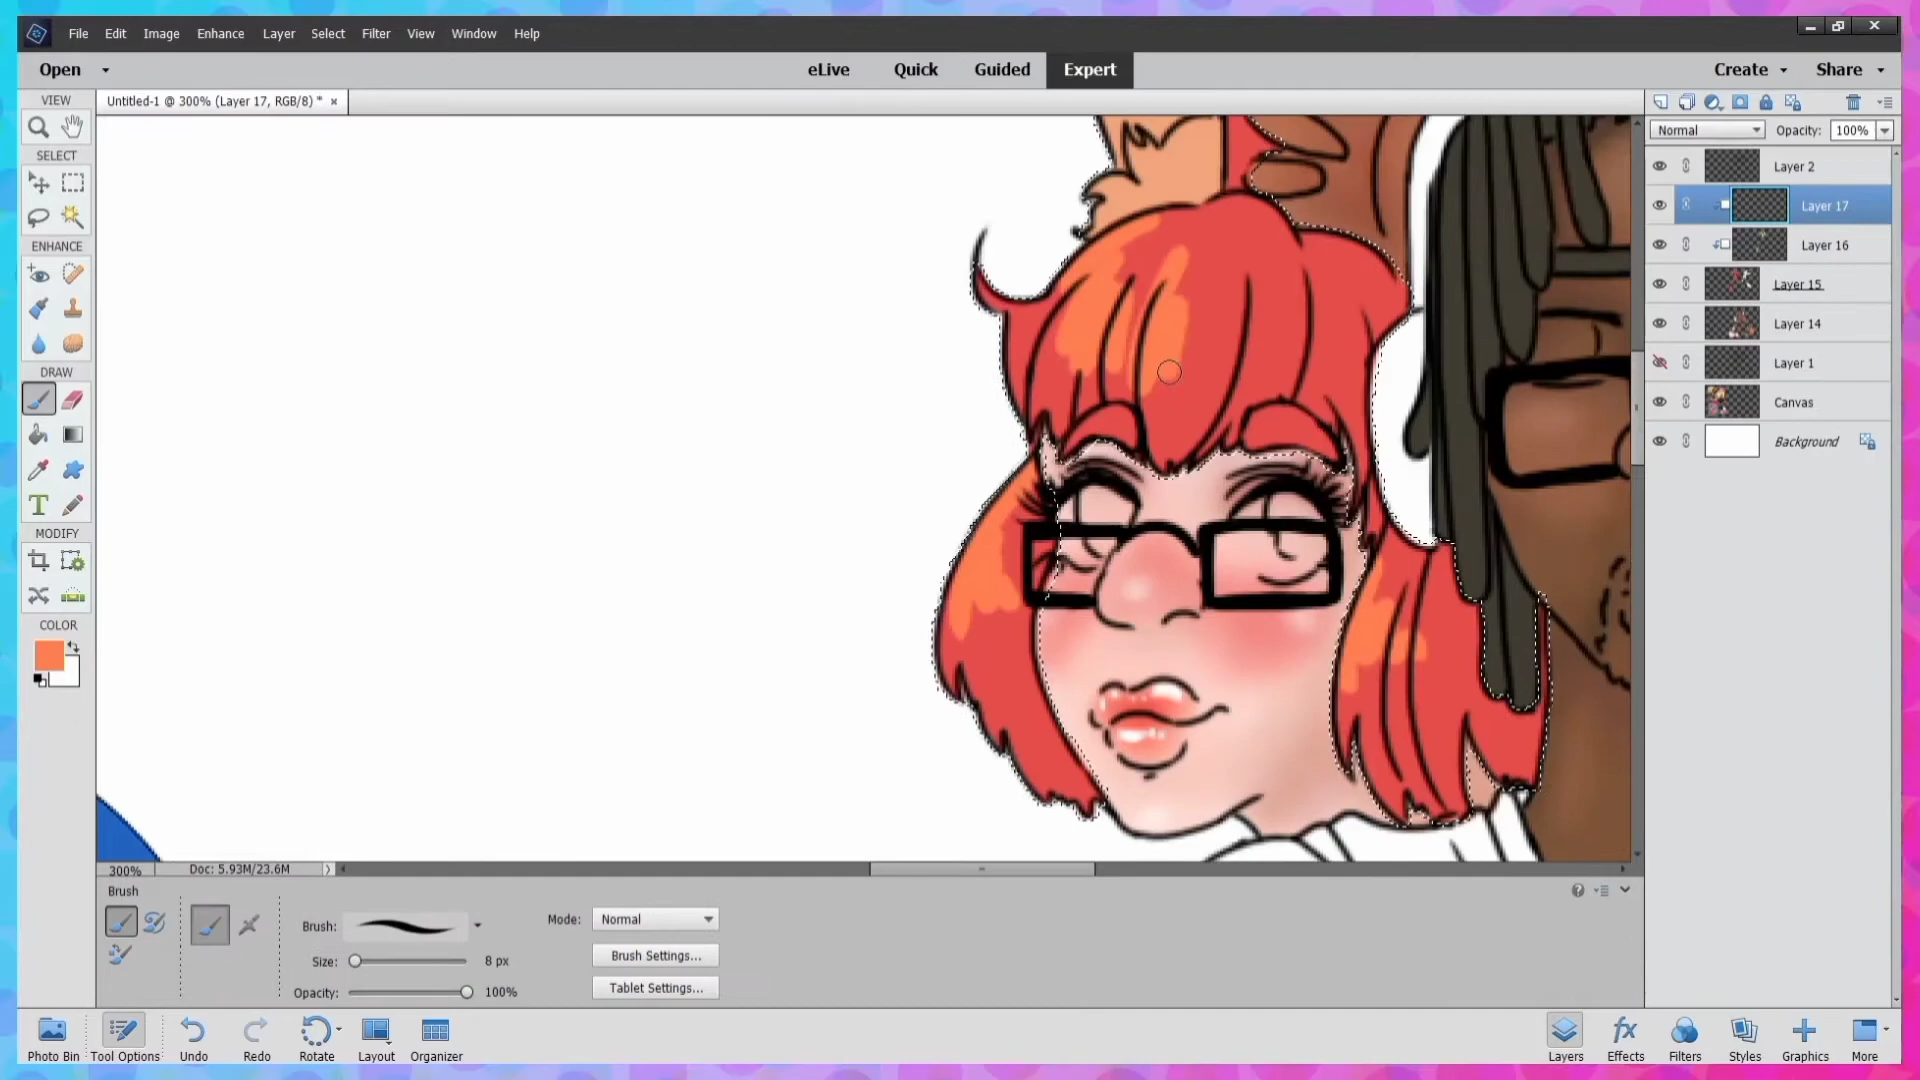 File Edit Image Enhance Layer Select Filter View Window Help
Open eLive Quick Guided Expert Create Share
VIEW
Untitled-1 @ 300% (Layer 17, RGB/8) * ×
Normal Opacity: 100%
SELECT
Layer 2
Layer 17
ENHANCE
Layer 16
Layer 15
Layer 14
DRAW
Layer 1
Canvas
Background
T
MODIFY
COLOR
300% Doc: 5.93M/23.6M
Brush
Brush: Mode: Normal
Size: 8 px Brush Settings...
Opacity: 100% Tablet Settings...
Photo Bin Tool Options Undo Redo Rotate Layout Organizer
fx
Layers Effects Filters Styles Graphics More